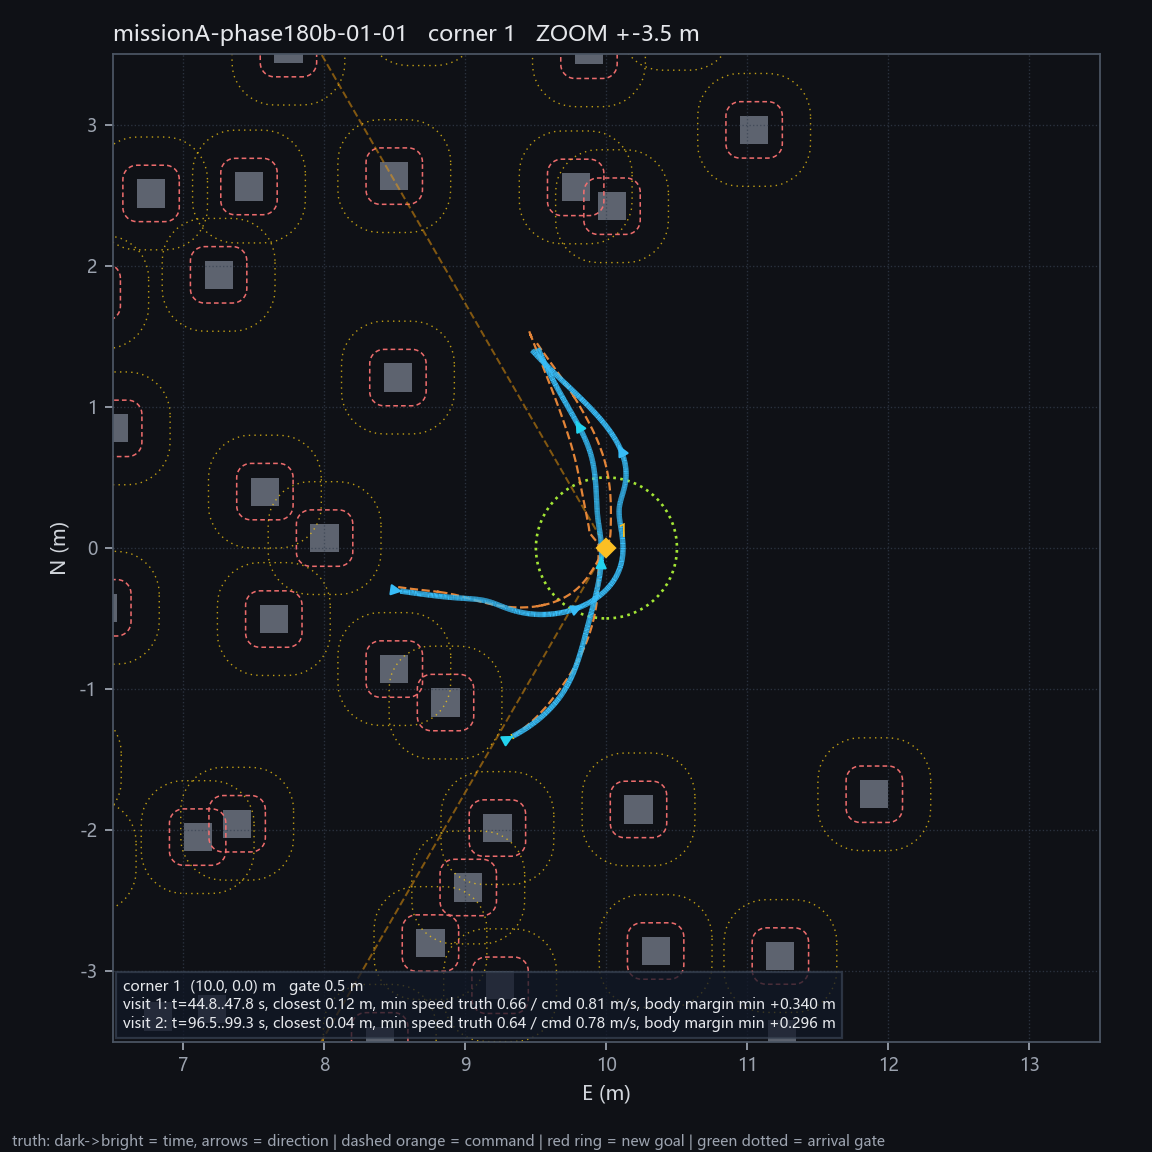 missionA-phase180b-01-01   corner 1   ZOOM +-3.5 m
3
2
1
0
-1
-2
-3
N (m)
corner 1  (10.0, 0.0) m   gate 0.5 m
visit 1: t=44.8..47.8 s, closest 0.12 m, min speed truth 0.66 / cmd 0.81 m/s, body margin min +0.340 m
visit 2: t=96.5..99.3 s, closest 0.04 m, min speed truth 0.64 / cmd 0.78 m/s, body margin min +0.296 m
7 8 9 10 11 12 13
E (m)
truth: dark->bright = time, arrows = direction | dashed orange = command | red ring = new goal | green dotted = arrival gate